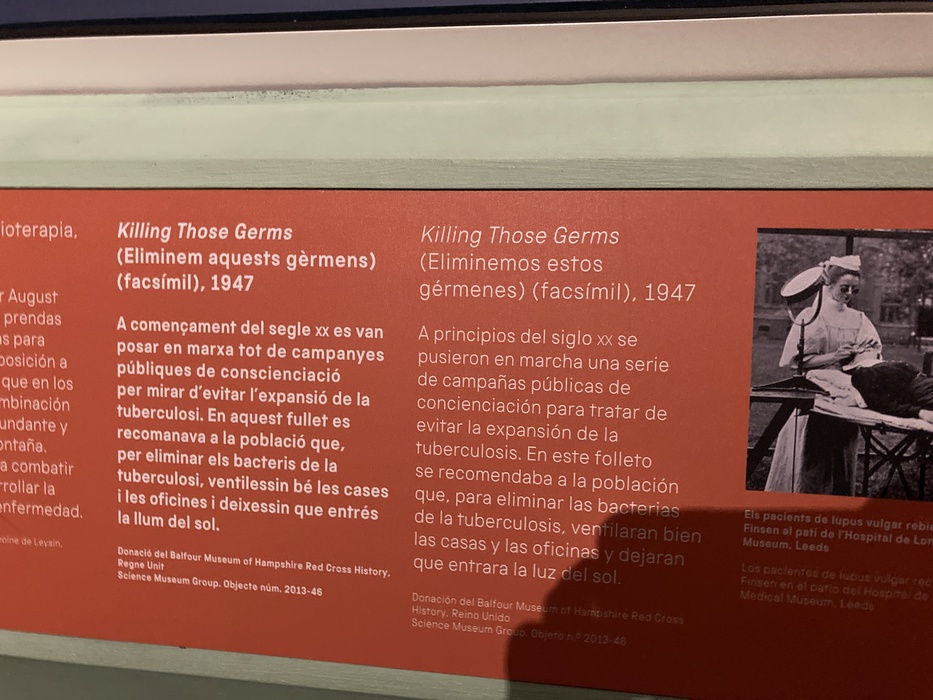 ioterapia,
r August
prendas
s para
posición a
que en los
mbinación
undante y
ontaña.
a combatir
rrollar la
enfermedad.
oine de Leysin.
Killing Those Germs
(Eliminem aquests gèrmens)
(facsímil), 1947
A començament del segle xx es van
posar en marxa tot de campanyes
públiques de conscienciació
per mirar d'evitar l'expansió de la
tuberculosi. En aquest fullet es
recomanava a la població que,
per eliminar els bacteris de la
tuberculosi, ventilessin bé les cases
i les oficines i deixessin que entrés
la llum del sol.
Donació del Balfour Museum of Hampshire Red Cross History,
Regne Unit
Science Museum Group. Objecte núm. 2013-46
Killing Those Germs
(Eliminemos estos
gérmenes) (facsímil), 1947
A principios del siglo xx se
pusieron en marcha una serie
de campañas públicas de
concienciación para tratar de
evitar la expansión de la
tuberculosis. En este folleto
se recomendaba a la población
que, para eliminar las bacterias
de la tuberculosis, ventilaran bien
las casas y las oficinas y dejaran
que entrara la luz del sol.
Donación del Balfour Museum of Hampshire Red Cross
History, Reino Unido
Science Museum Group. Objeto n.º 2013-46
Els pacients de lupus vulgar rebie
Finsen al pati de l'Hospital de Lon
Museum, Leeds
Los pacientes de lupus vulgar rec
Finsen en el patio del Hospital de
Medical Museum, Leeds